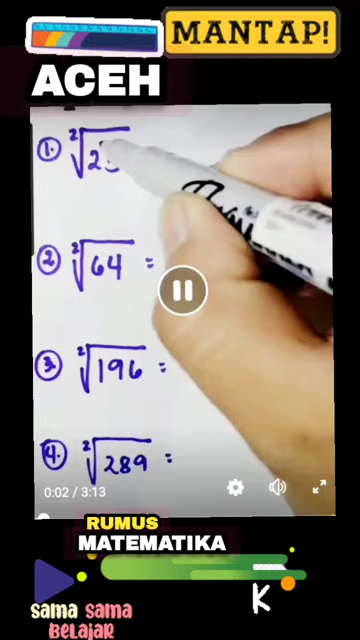 MANTAP!
ACEH
1. ²√25
2. ²√64 =
3. ²√196 =
4. ²√289 =
0:02 / 3:13
RUMUS
MATEMATIKA
K
sama sama
BELAJAR